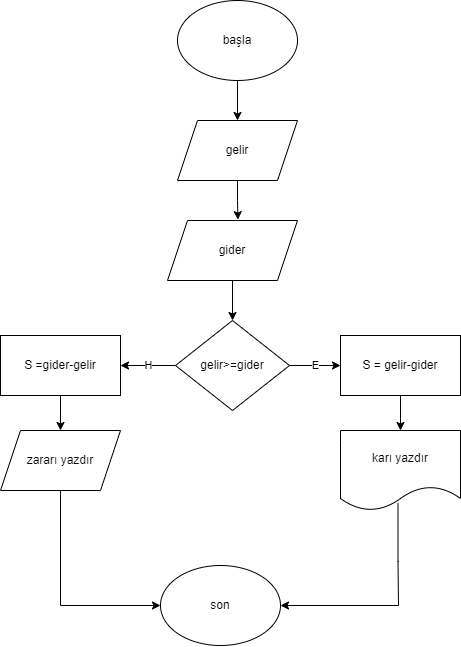 başla
gelir
gider
gelir>=gider
H
E
S =gider-gelir
S = gelir-gider
zararı yazdır
karı yazdır
son